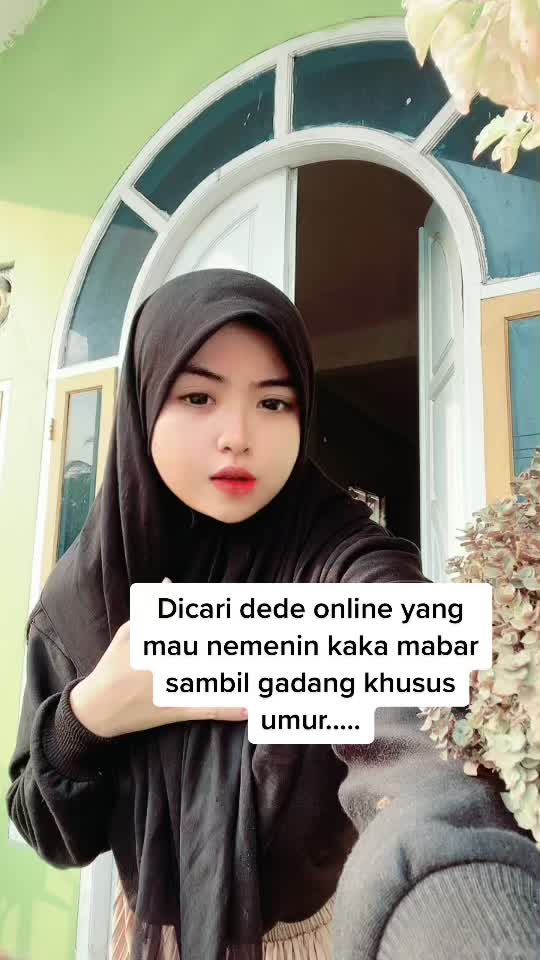 Dicari dede online yang
mau nemenin kaka mabar
sambil gadang khusus
umur.....